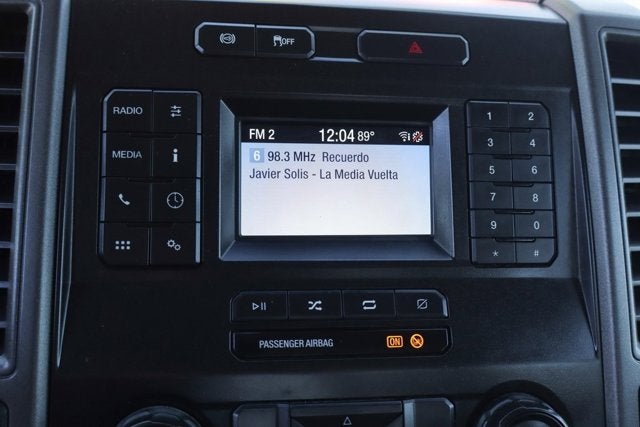 OFF
RADIO
MEDIA
i
FM 2 12:04 89°
6 98.3 MHz Recuerdo
Javier Solis - La Media Vuelta
1 2
3 4
5 6
7 8
9 0
* #
PASSENGER AIRBAG ON